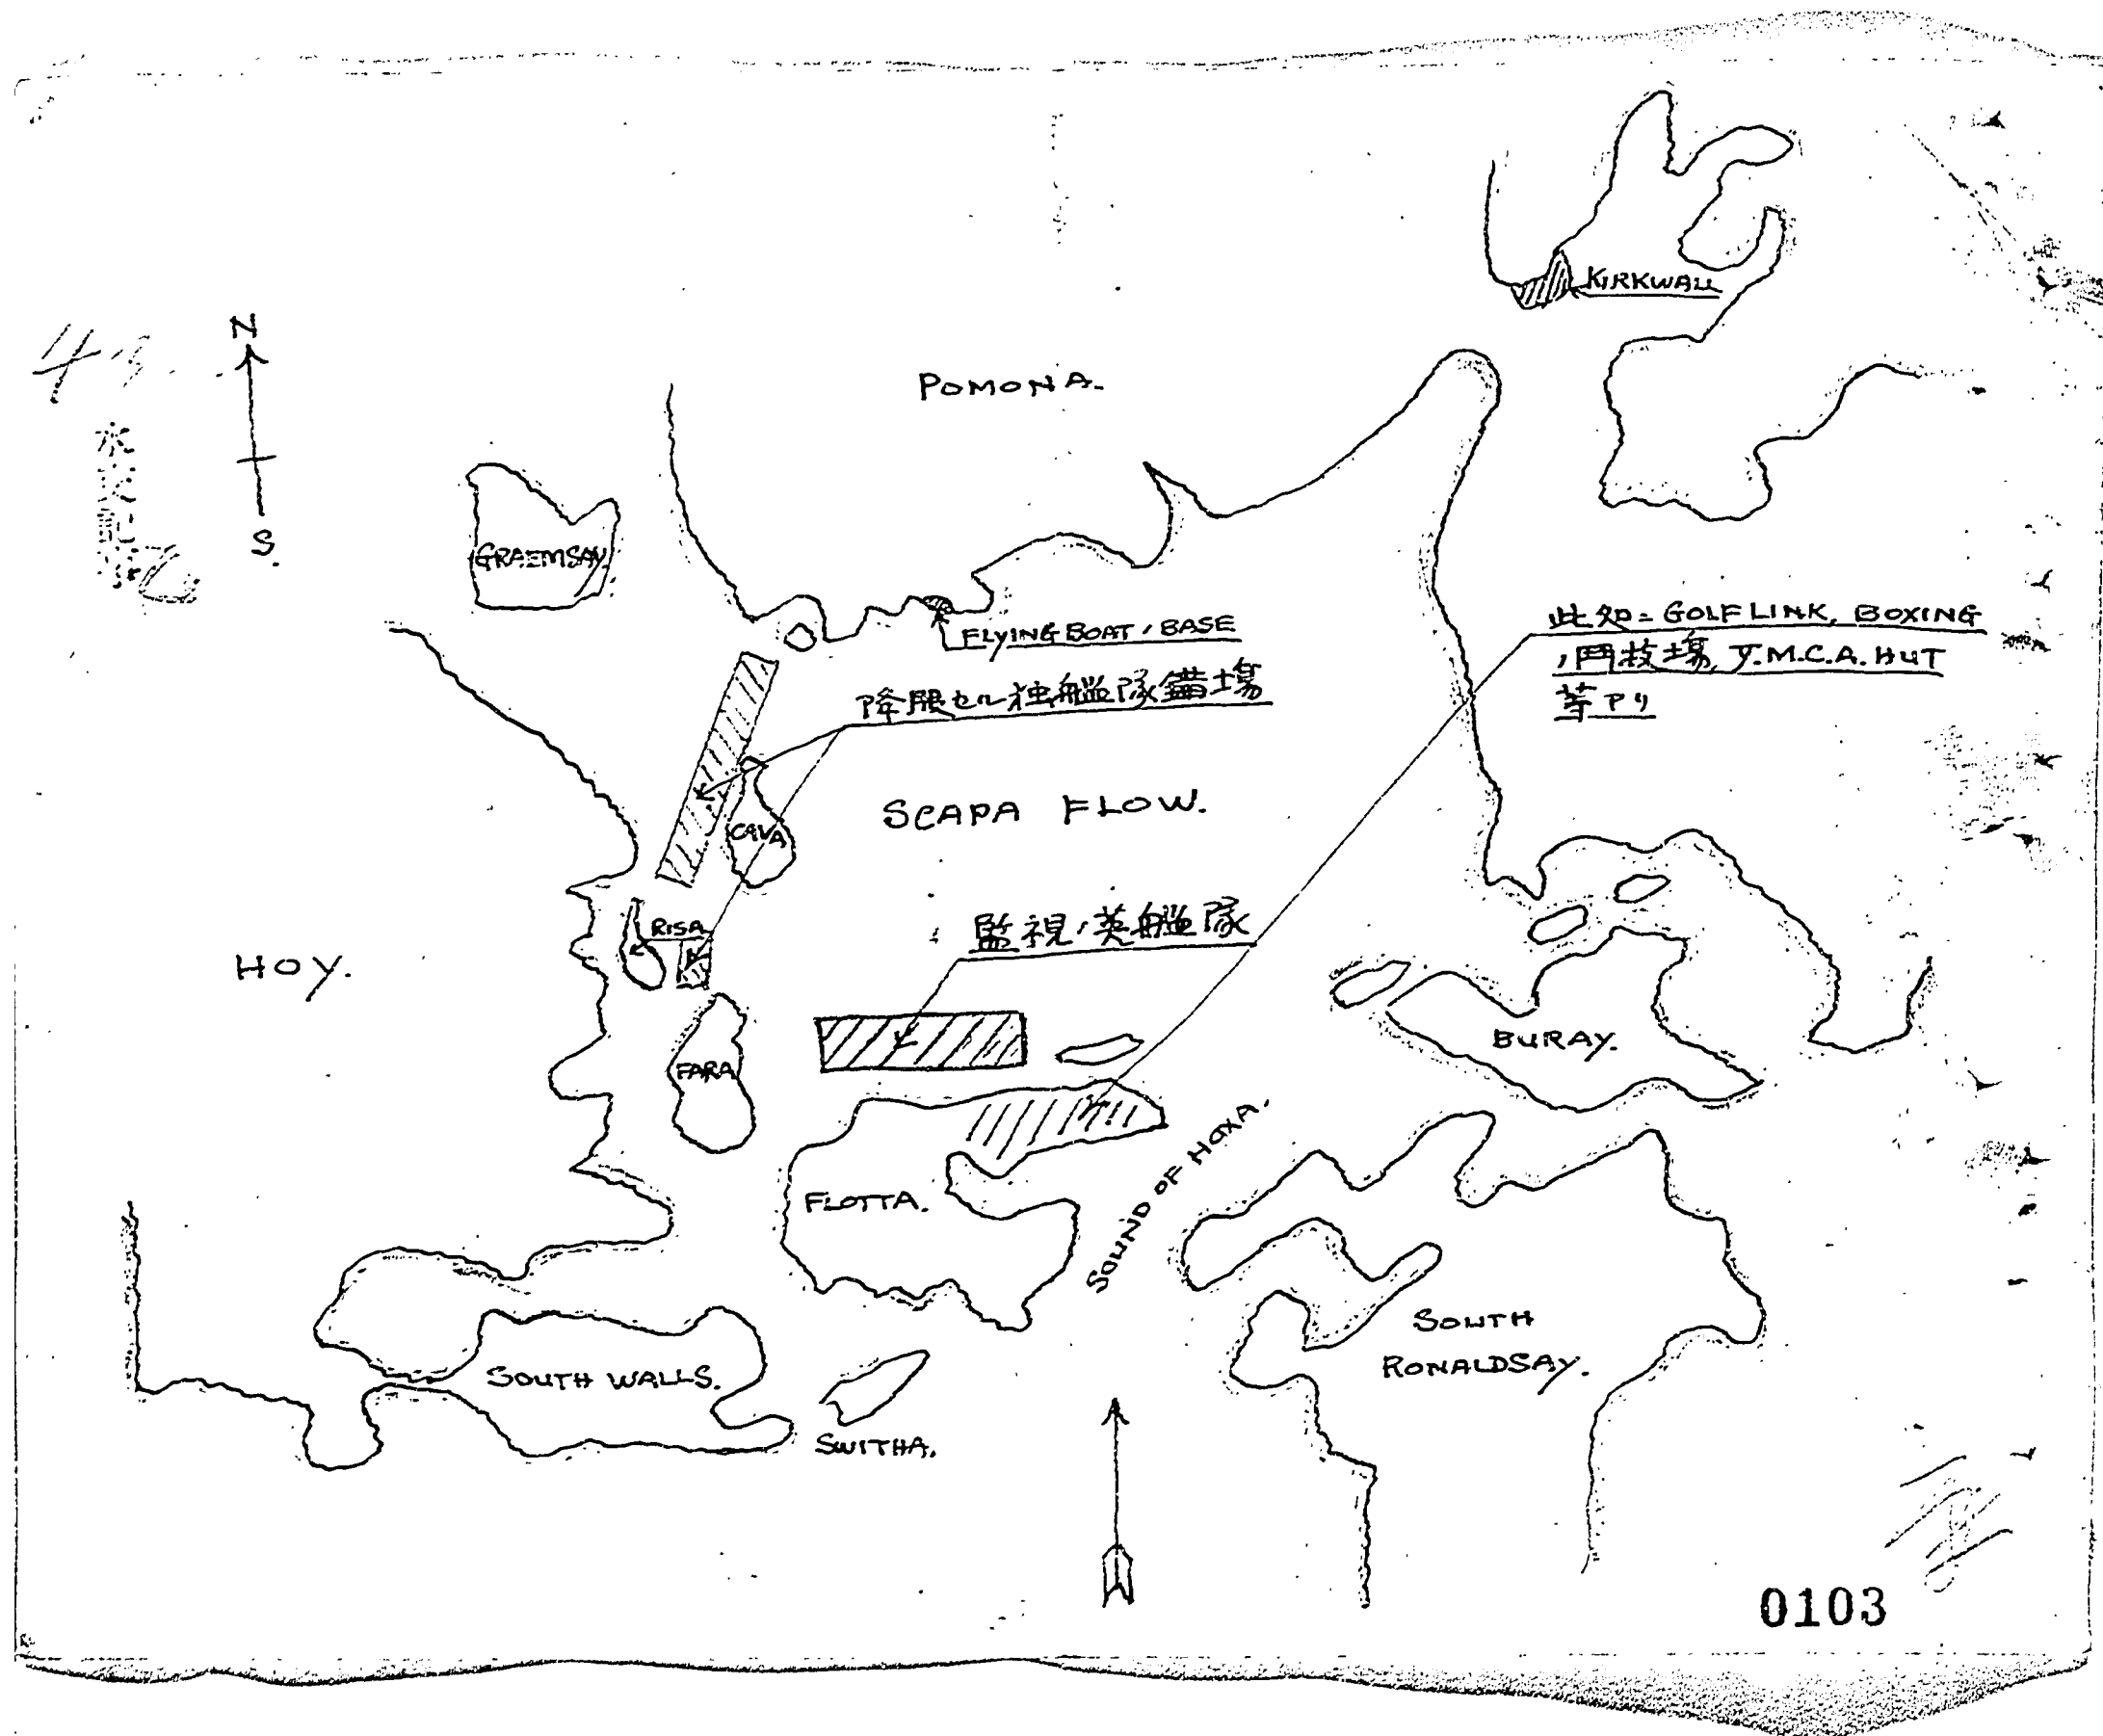 KIRKWALL
N
POMONA.
S.
GRAEMSAY.
FLYING BOAT ノ BASE
此処ニ GOLF LINK, BOXING
ノ鬥技場, Y.M.C.A. HUT
等アリ
降服セル独艦隊錨場
SCAPA FLOW.
CAVA
RISA
監視ノ英艦隊
HOY.
BURAY.
FARA
SOUND OF HOXA.
FLOTTA.
SOUTH
RONALDSAY.
SOUTH WALLS.
SWITHA.
0103